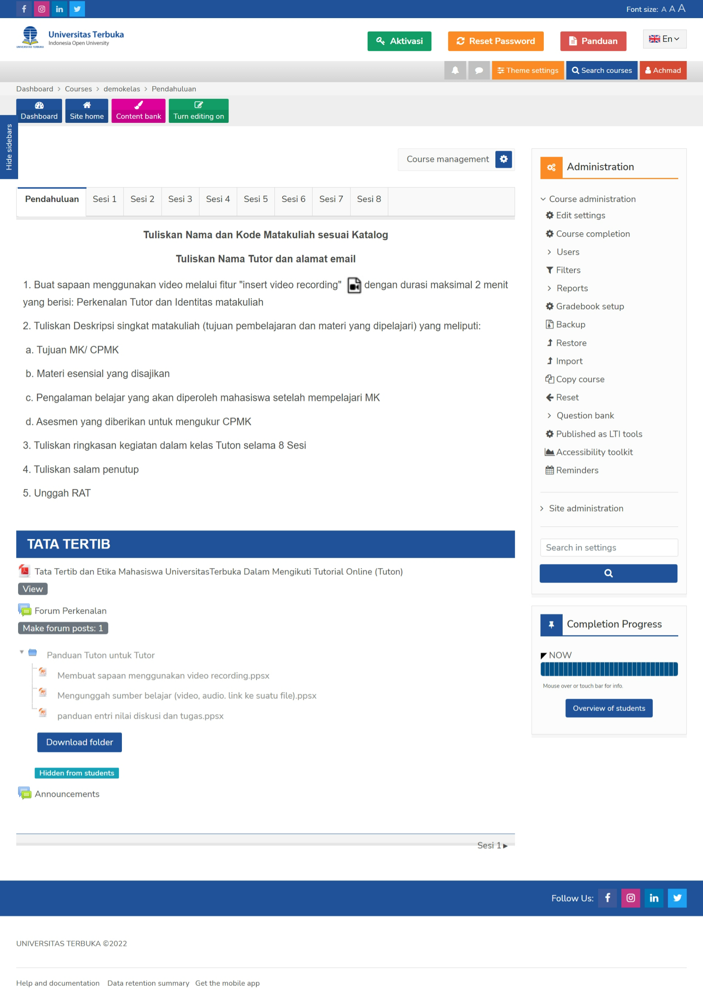 Font size: A A A
Universitas Terbuka
Indonesia Open University
UNIVERSITAS TERBUKA
Aktivasi
Reset Password
Panduan
En
Theme settings
Search courses
Achmad
Dashboard > Courses > demokelas > Pendahuluan
Dashboard
Site home
Content bank
Turn editing on
Hide sidebars
Course management
Pendahuluan
Sesi 1
Sesi 2
Sesi 3
Sesi 4
Sesi 5
Sesi 6
Sesi 7
Sesi 8
Tuliskan Nama dan Kode Matakuliah sesuai Katalog
Tuliskan Nama Tutor dan alamat email
1. Buat sapaan menggunakan video melalui fitur "insert video recording" dengan durasi maksimal 2 menit
yang berisi: Perkenalan Tutor dan Identitas matakuliah
2. Tuliskan Deskripsi singkat matakuliah (tujuan pembelajaran dan materi yang dipelajari) yang meliputi:
a. Tujuan MK/ CPMK
b. Materi esensial yang disajikan
c. Pengalaman belajar yang akan diperoleh mahasiswa setelah mempelajari MK
d. Asesmen yang diberikan untuk mengukur CPMK
3. Tuliskan ringkasan kegiatan dalam kelas Tuton selama 8 Sesi
4. Tuliskan salam penutup
5. Unggah RAT
TATA TERTIB
Tata Tertib dan Etika Mahasiswa UniversitasTerbuka Dalam Mengikuti Tutorial Online (Tuton)
View
Forum Perkenalan
Make forum posts: 1
Panduan Tuton untuk Tutor
Membuat sapaan menggunakan video recording.ppsx
Mengunggah sumber belajar (video, audio. link ke suatu file).ppsx
panduan entri nilai diskusi dan tugas.ppsx
Download folder
Hidden from students
Announcements
Sesi 1 ►
Administration
Course administration
Edit settings
Course completion
Users
Filters
Reports
Gradebook setup
Backup
Restore
Import
Copy course
Reset
Question bank
Published as LTI tools
Accessibility toolkit
Reminders
Site administration
Search in settings
Completion Progress
NOW
Mouse over or touch bar for info.
Overview of students
Follow Us:
UNIVERSITAS TERBUKA ©2022
Help and documentation
Data retention summary
Get the mobile app